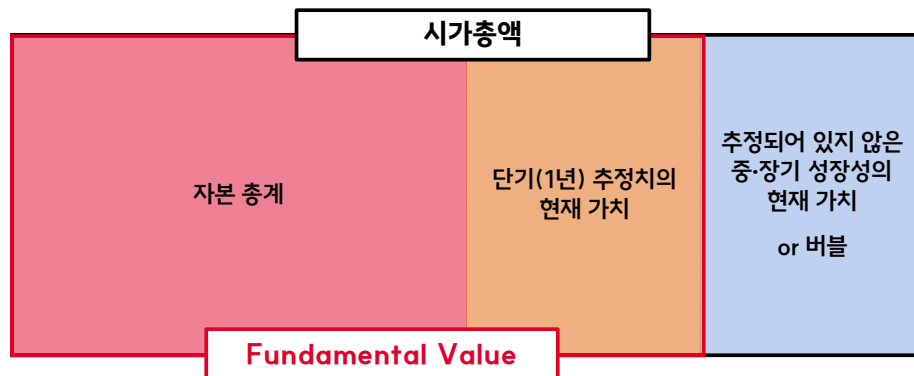 시가총액
자본 총계
단기(1년) 추정치의
현재 가치
추정되어 있지 않은
중·장기 성장성의
현재 가치
or 버블
Fundamental Value